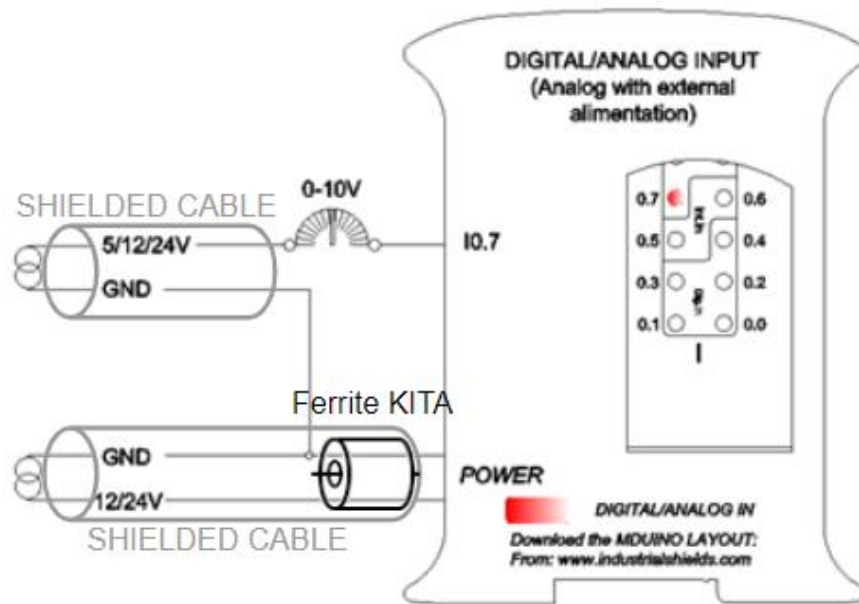 DIGITAL/ANALOG INPUT
(Analog with external
alimentation)
0-10V
SHIELDED CABLE
5/12/24V
GND
I0.7
0.7
0.6
0.5
0.4
0.3
0.2
0.1
0.0
I
Ferrite KITA
GND
12/24V
SHIELDED CABLE
POWER
DIGITAL/ANALOG IN
Download the MDUINO LAYOUT:
From: www.industrialshields.com